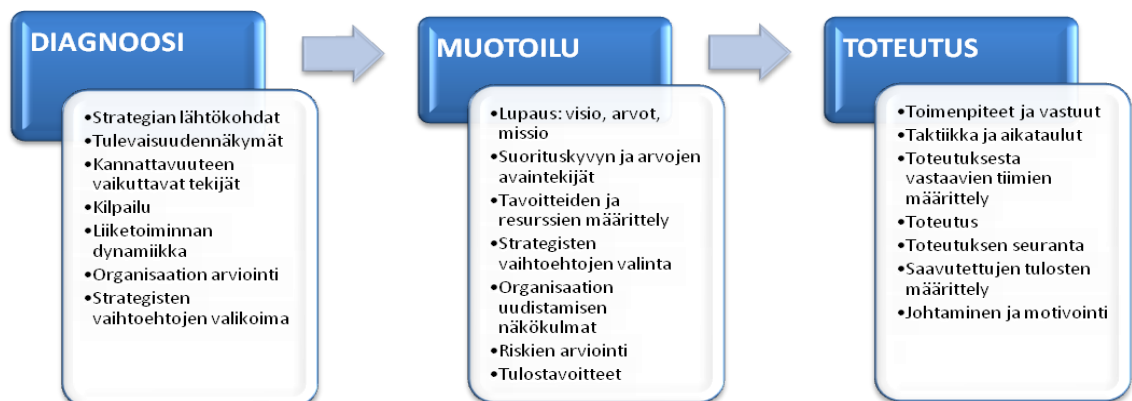 DIAGNOOSI
•Strategian lähtökohdat
•Tulevaisuudennäkymät
•Kannattavuuteen
vaikuttavat tekijät
•Kilpailu
•Liiketoiminnan
dynamiikka
•Organisaation arviointi
•Strategisten
vaihtoehtojen valikoima
MUOTOILU
•Lupaus: visio, arvot,
missio
•Suorituskyvyn ja arvojen
avaintekijät
•Tavoitteiden ja
resurssien määrittely
•Strategisten
vaihtoehtojen valinta
•Organisaation
uudistamisen
näkökulmat
•Riskien arviointi
•Tulostavoitteet
TOTEUTUS
•Toimenpiteet ja vastuut
•Taktiikka ja aikataulut
•Toteutuksesta
vastaavien tiimien
määrittely
•Toteutus
•Toteutuksen seuranta
•Saavutettujen tulosten
määrittely
•Johtaminen ja motivointi